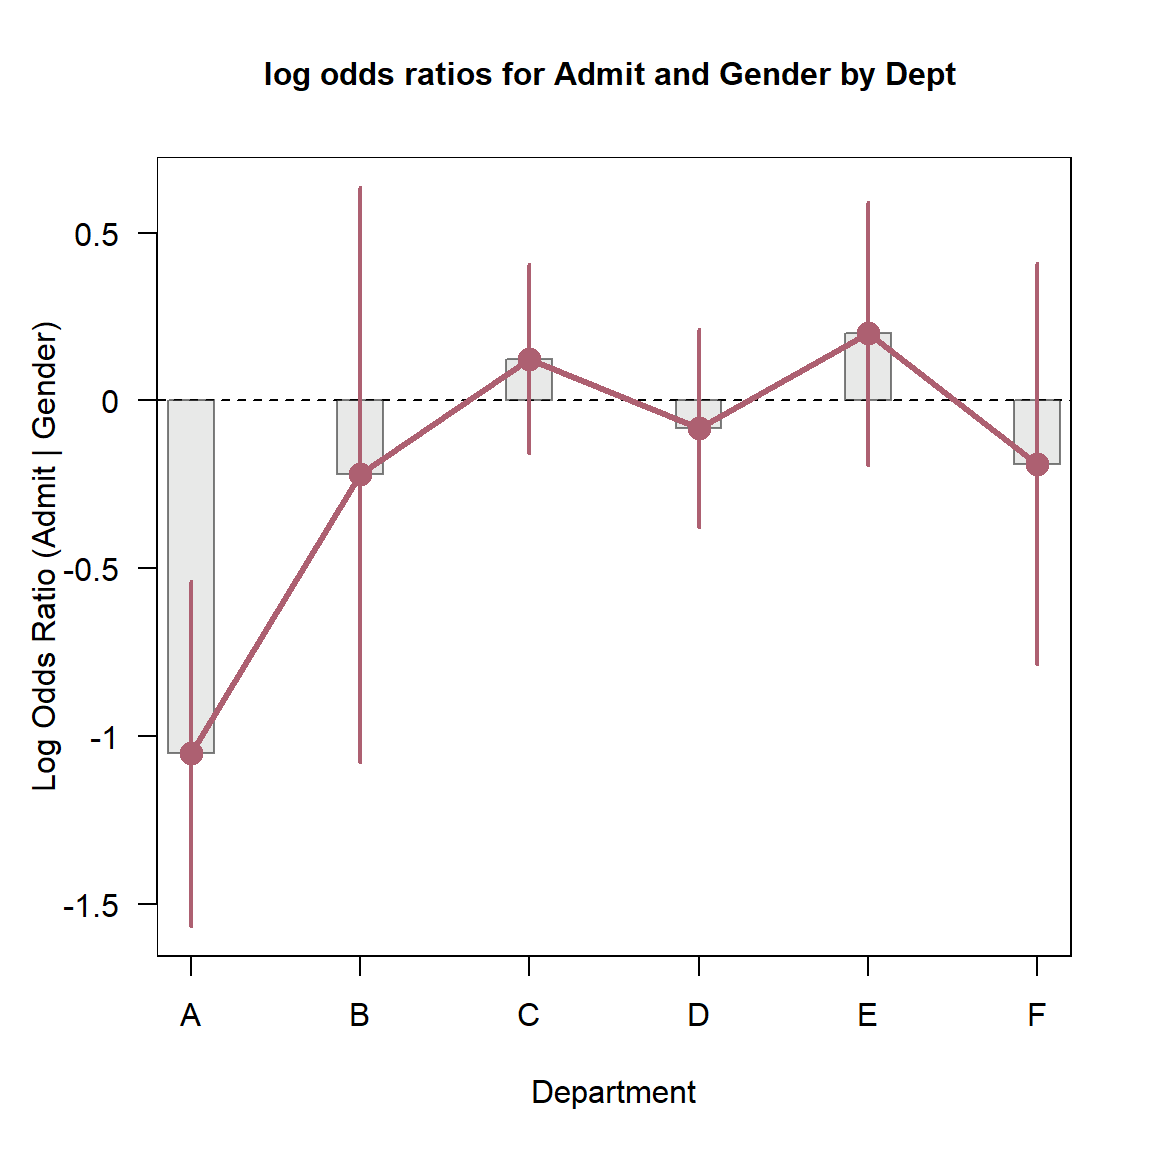 log odds ratios for Admit and Gender by Dept
Log Odds Ratio (Admit | Gender)
0.5
0
-0.5
-1
-1.5
A B C D E F
Department